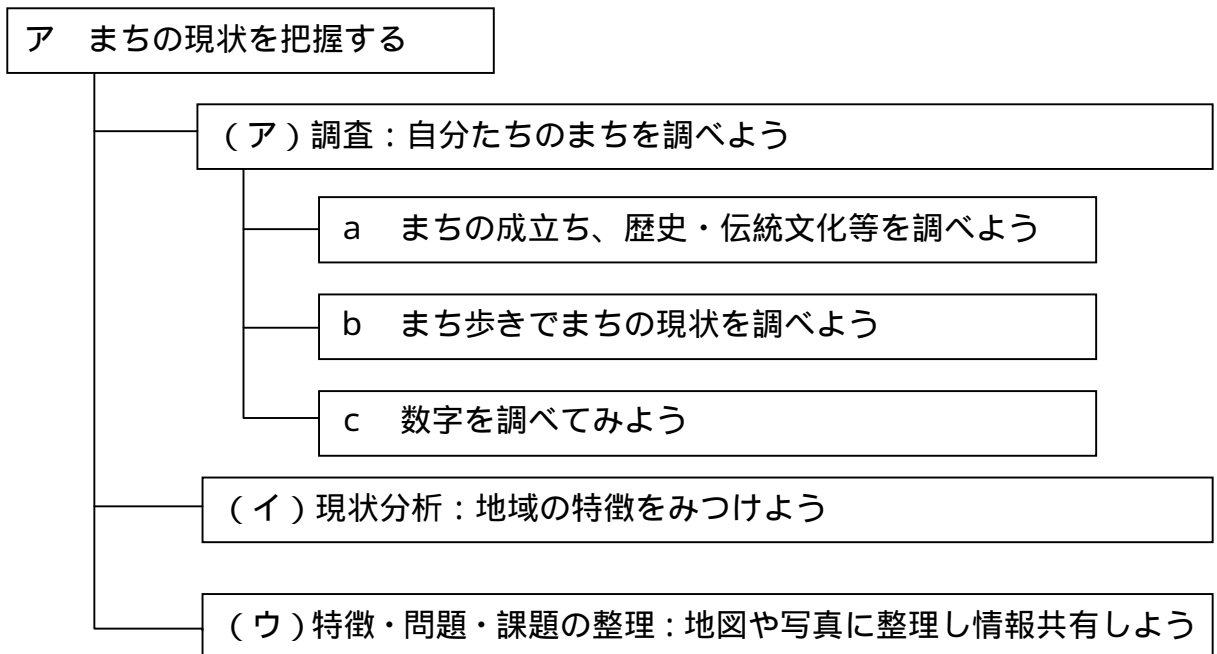 ア　まちの現状を把握する
（ア）調査：自分たちのまちを調べよう
a　まちの成立ち、歴史・伝統文化等を調べよう
b　まち歩きでまちの現状を調べよう
c　数字を調べてみよう
（イ）現状分析：地域の特徴をみつけよう
（ウ）特徴・問題・課題の整理：地図や写真に整理し情報共有しよう